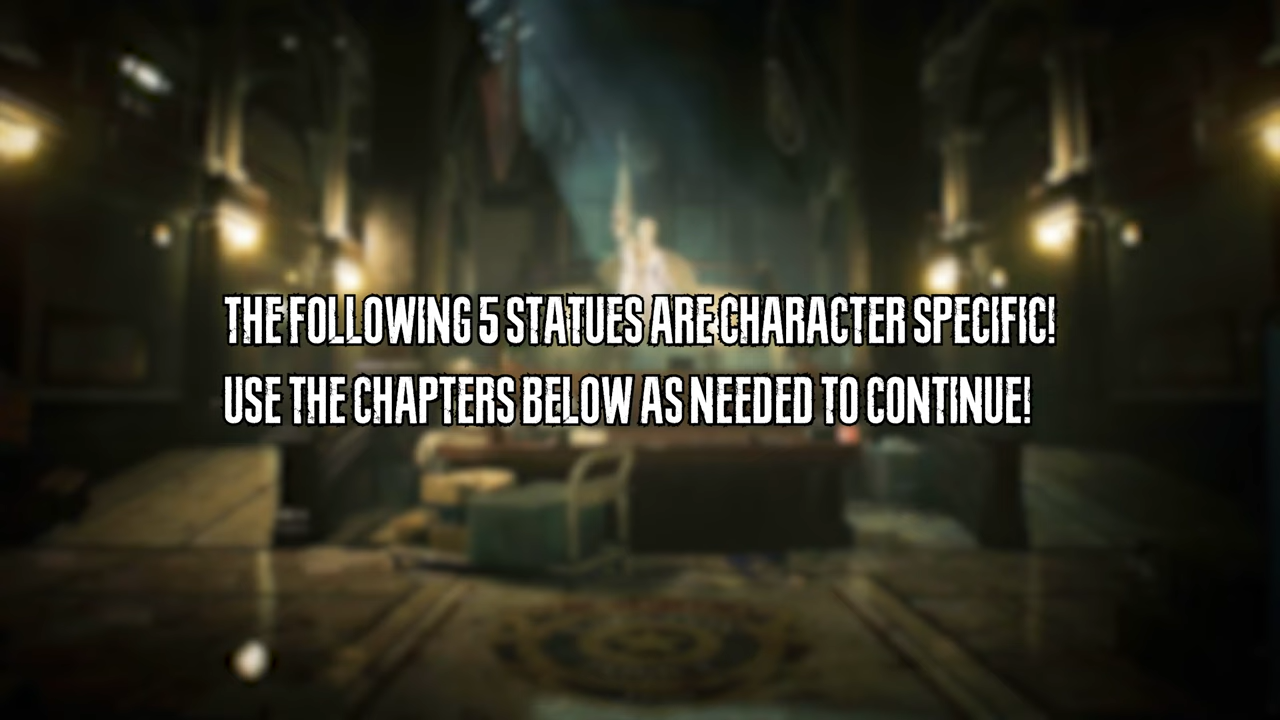 THE FOLLOWING 5 STATUES ARE CHARACTER SPECIFIC!
USE THE CHAPTERS BELOW AS NEEDED TO CONTINUE!